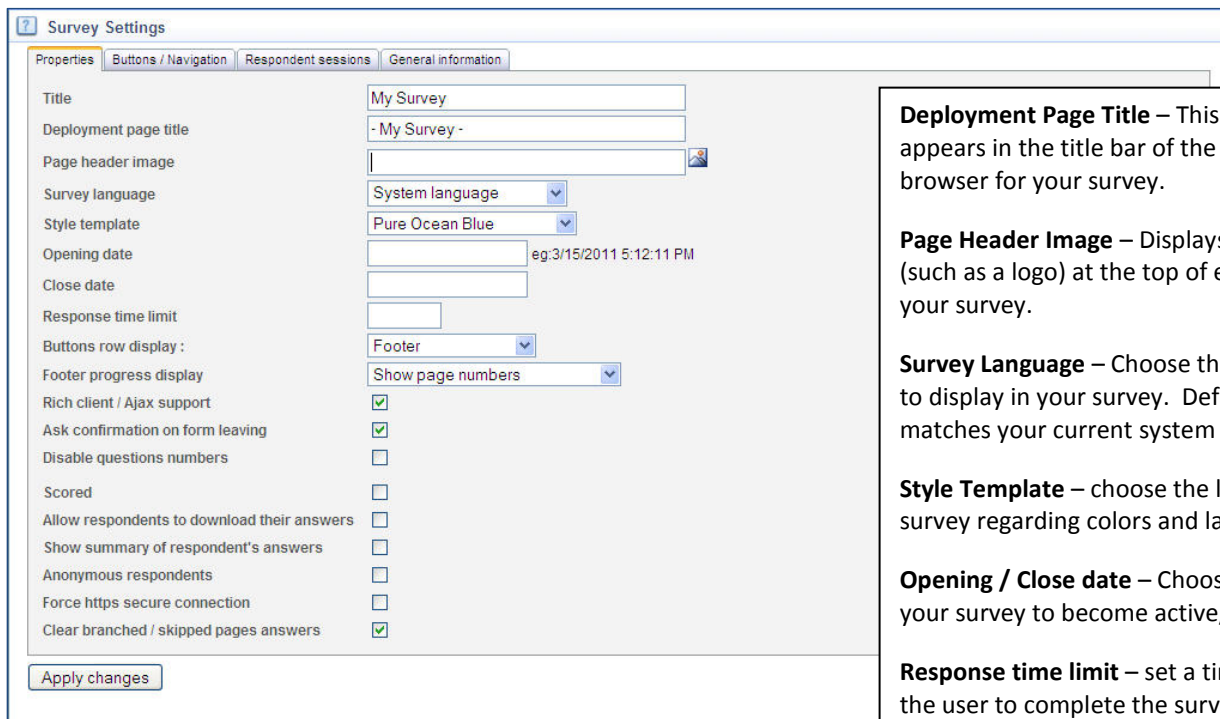 Survey Settings
Properties Buttons / Navigation Respondent sessions General information
Title My Survey
Deployment page title - My Survey -
Page header image
Survey language System language
Style template Pure Ocean Blue
Opening date eg:3/15/2011 5:12:11 PM
Close date
Response time limit
Buttons row display : Footer
Footer progress display Show page numbers
Rich client / Ajax support
Ask confirmation on form leaving
Disable questions numbers
Scored
Allow respondents to download their answers
Show summary of respondent's answers
Anonymous respondents
Force https secure connection
Clear branched / skipped pages answers
Apply changes
Deployment Page Title – This
appears in the title bar of the
browser for your survey.
Page Header Image – Displays
(such as a logo) at the top of
your survey.
Survey Language – Choose
to display in your survey. Def
matches your current system
Style Template – choose the
survey regarding colors and
Opening / Close date –
your survey to become active,
Response time limit – set a
the user to complete the